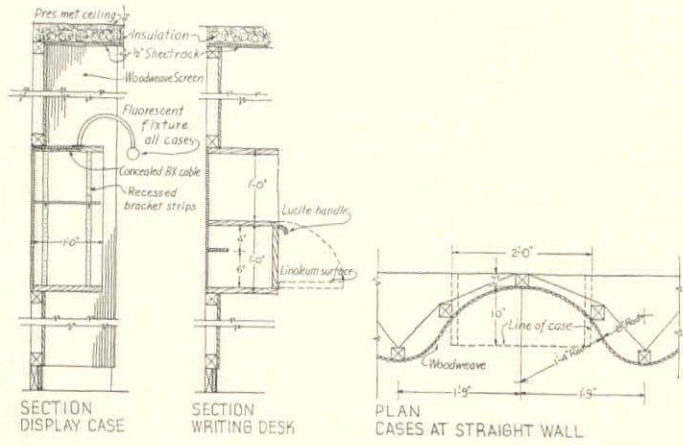 Pres met ceiling
Insulation
½" Sheetrock
Woodweave Screen
Fluorescent
fixture
all cases
Concealed BX cable
Recessed
bracket strips
1'-0"
SECTION
DISPLAY CASE
1'-0"
Lucite handle
4"
1'-0"
6"
Linoleum surface
SECTION
WRITING DESK
2'-0"
10"
Line of case
Woodweave
1'-9"
1'-9"
PLAN
CASES AT STRAIGHT WALL